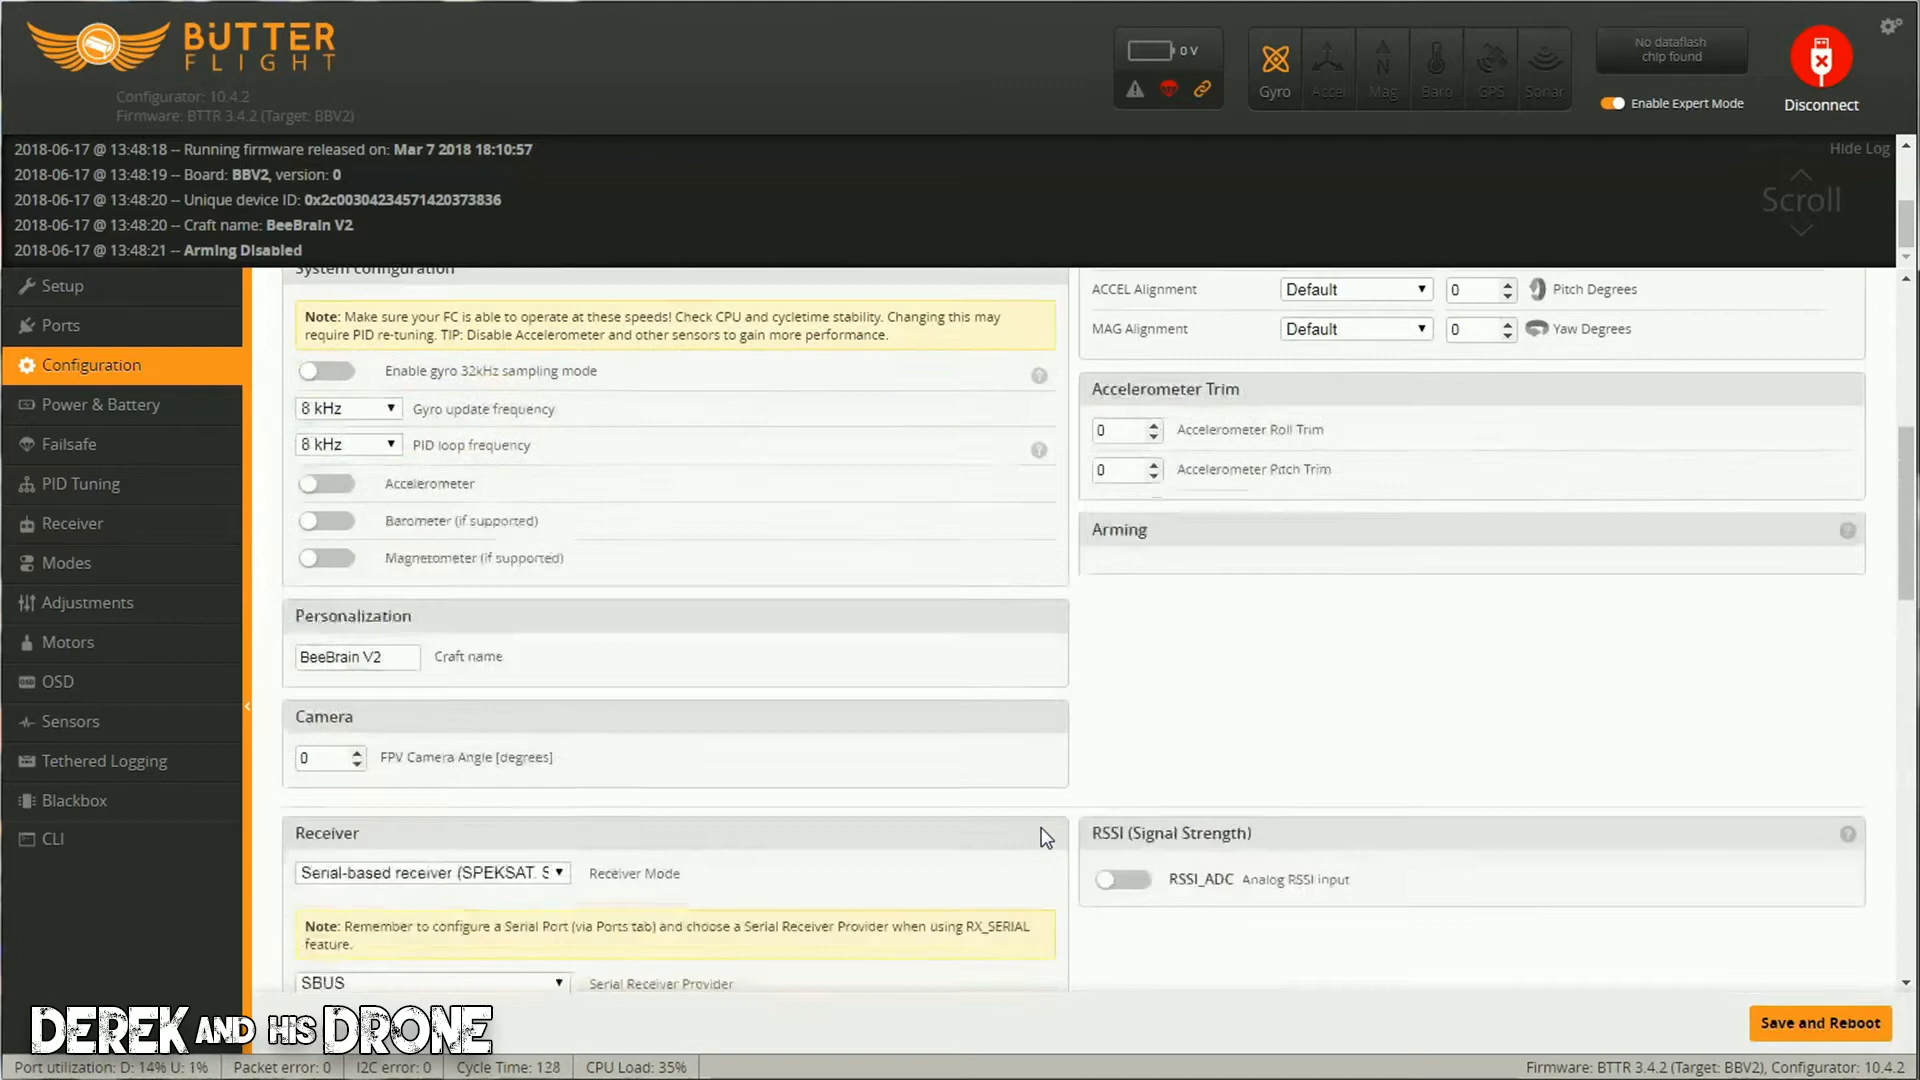 BUTTER
FLIGHT
Configurator: 10.4.2
Firmware: BTTR 3.4.2 (Target: BBV2)
0 V
Gyro
Accel
Mag
Baro
GPS
Sonar
No dataflash
chip found
Enable Expert Mode
Disconnect
2018-06-17 @ 13:48:18 -- Running firmware released on: Mar 7 2018 18:10:57
2018-06-17 @ 13:48:19 -- Board: BBV2, version: 0
2018-06-17 @ 13:48:20 -- Unique device ID: 0x2c00304234571420373836
2018-06-17 @ 13:48:20 -- Craft name: BeeBrain V2
2018-06-17 @ 13:48:21 -- Arming Disabled
Hide Log
Scroll
Setup
Ports
Configuration
Power & Battery
Failsafe
PID Tuning
Receiver
Modes
Adjustments
Motors
OSD
Sensors
Tethered Logging
Blackbox
CLI
System configuration
Note: Make sure your FC is able to operate at these speeds! Check CPU and cycletime stability. Changing this may
require PID re-tuning. TIP: Disable Accelerometer and other sensors to gain more performance.
Enable gyro 32kHz sampling mode
8 kHz Gyro update frequency
8 kHz PID loop frequency
Accelerometer
Barometer (if supported)
Magnetometer (if supported)
Personalization
BeeBrain V2 Craft name
Camera
0 FPV Camera Angle [degrees]
Receiver
Serial-based receiver (SPEKSAT, S Receiver Mode
Note: Remember to configure a Serial Port (via Ports tab) and choose a Serial Receiver Provider when using RX_SERIAL
feature.
SBUS Serial Receiver Provider
ACCEL Alignment Default 0 Pitch Degrees
MAG Alignment Default 0 Yaw Degrees
Accelerometer Trim
0 Accelerometer Roll Trim
0 Accelerometer Pitch Trim
Arming
RSSI (Signal Strength)
RSSI_ADC Analog RSSI input
Save and Reboot
DEREK AND HIS DRONE
Port utilization: D: 14% U: 1%
Packet error: 0
I2C error: 0
Cycle Time: 128
CPU Load: 35%
Firmware: BTTR 3.4.2 (Target: BBV2), Configurator: 10.4.2